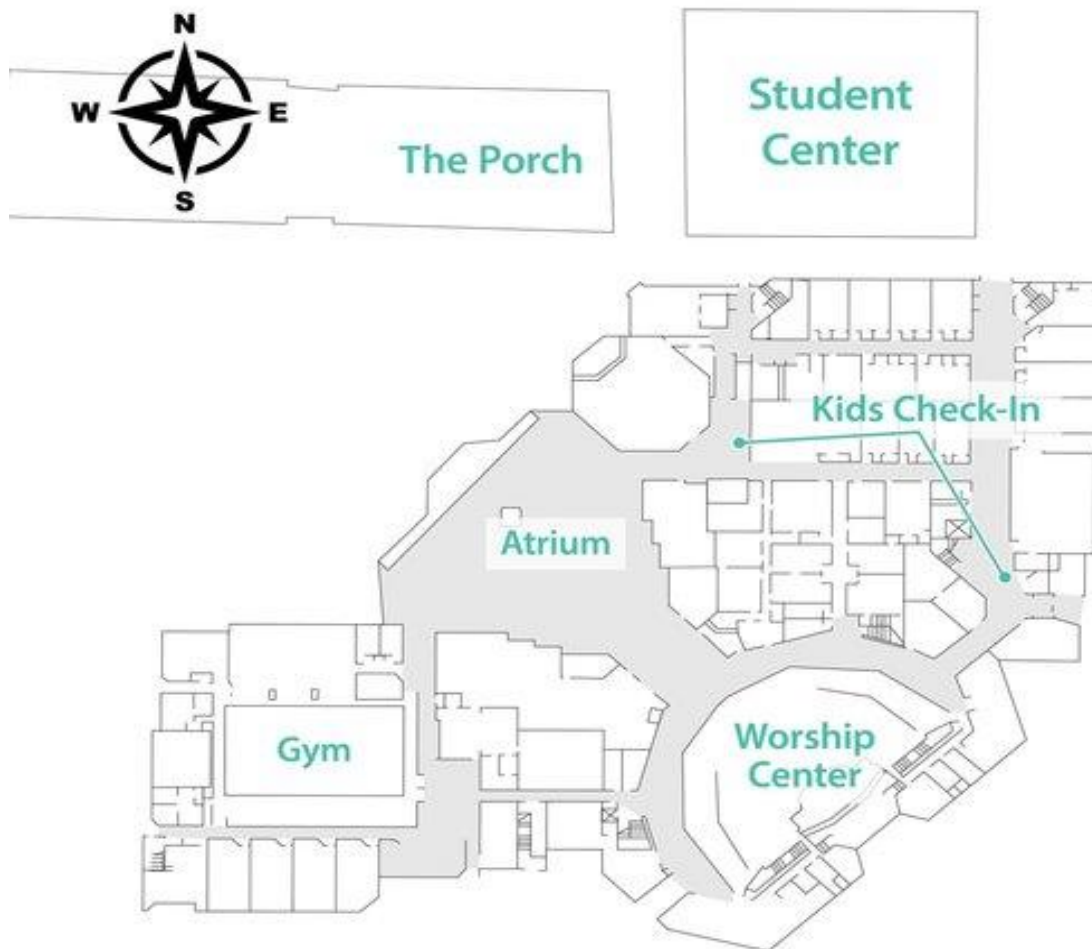 N
W E
S
The Porch
Student
Center
Kids Check-In
Atrium
Gym
Worship
Center